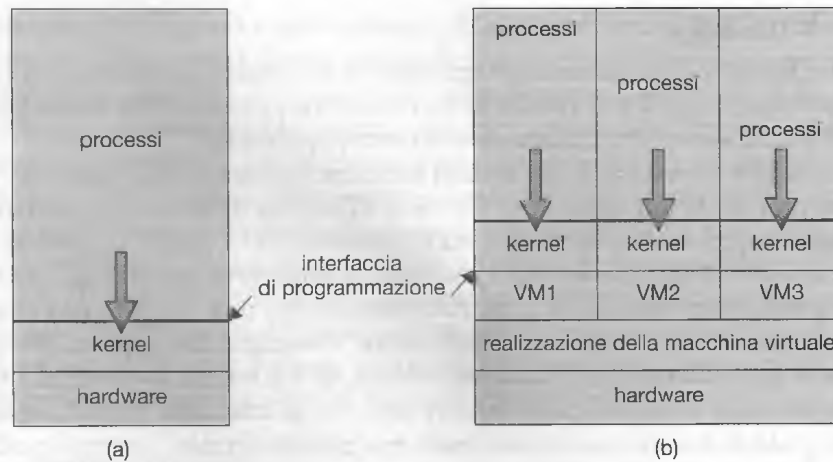 processi
kernel
hardware
(a)
interfaccia
di programmazione
processi
processi
processi
kernel
kernel
kernel
VM1
VM2
VM3
realizzazione della macchina virtuale
hardware
(b)